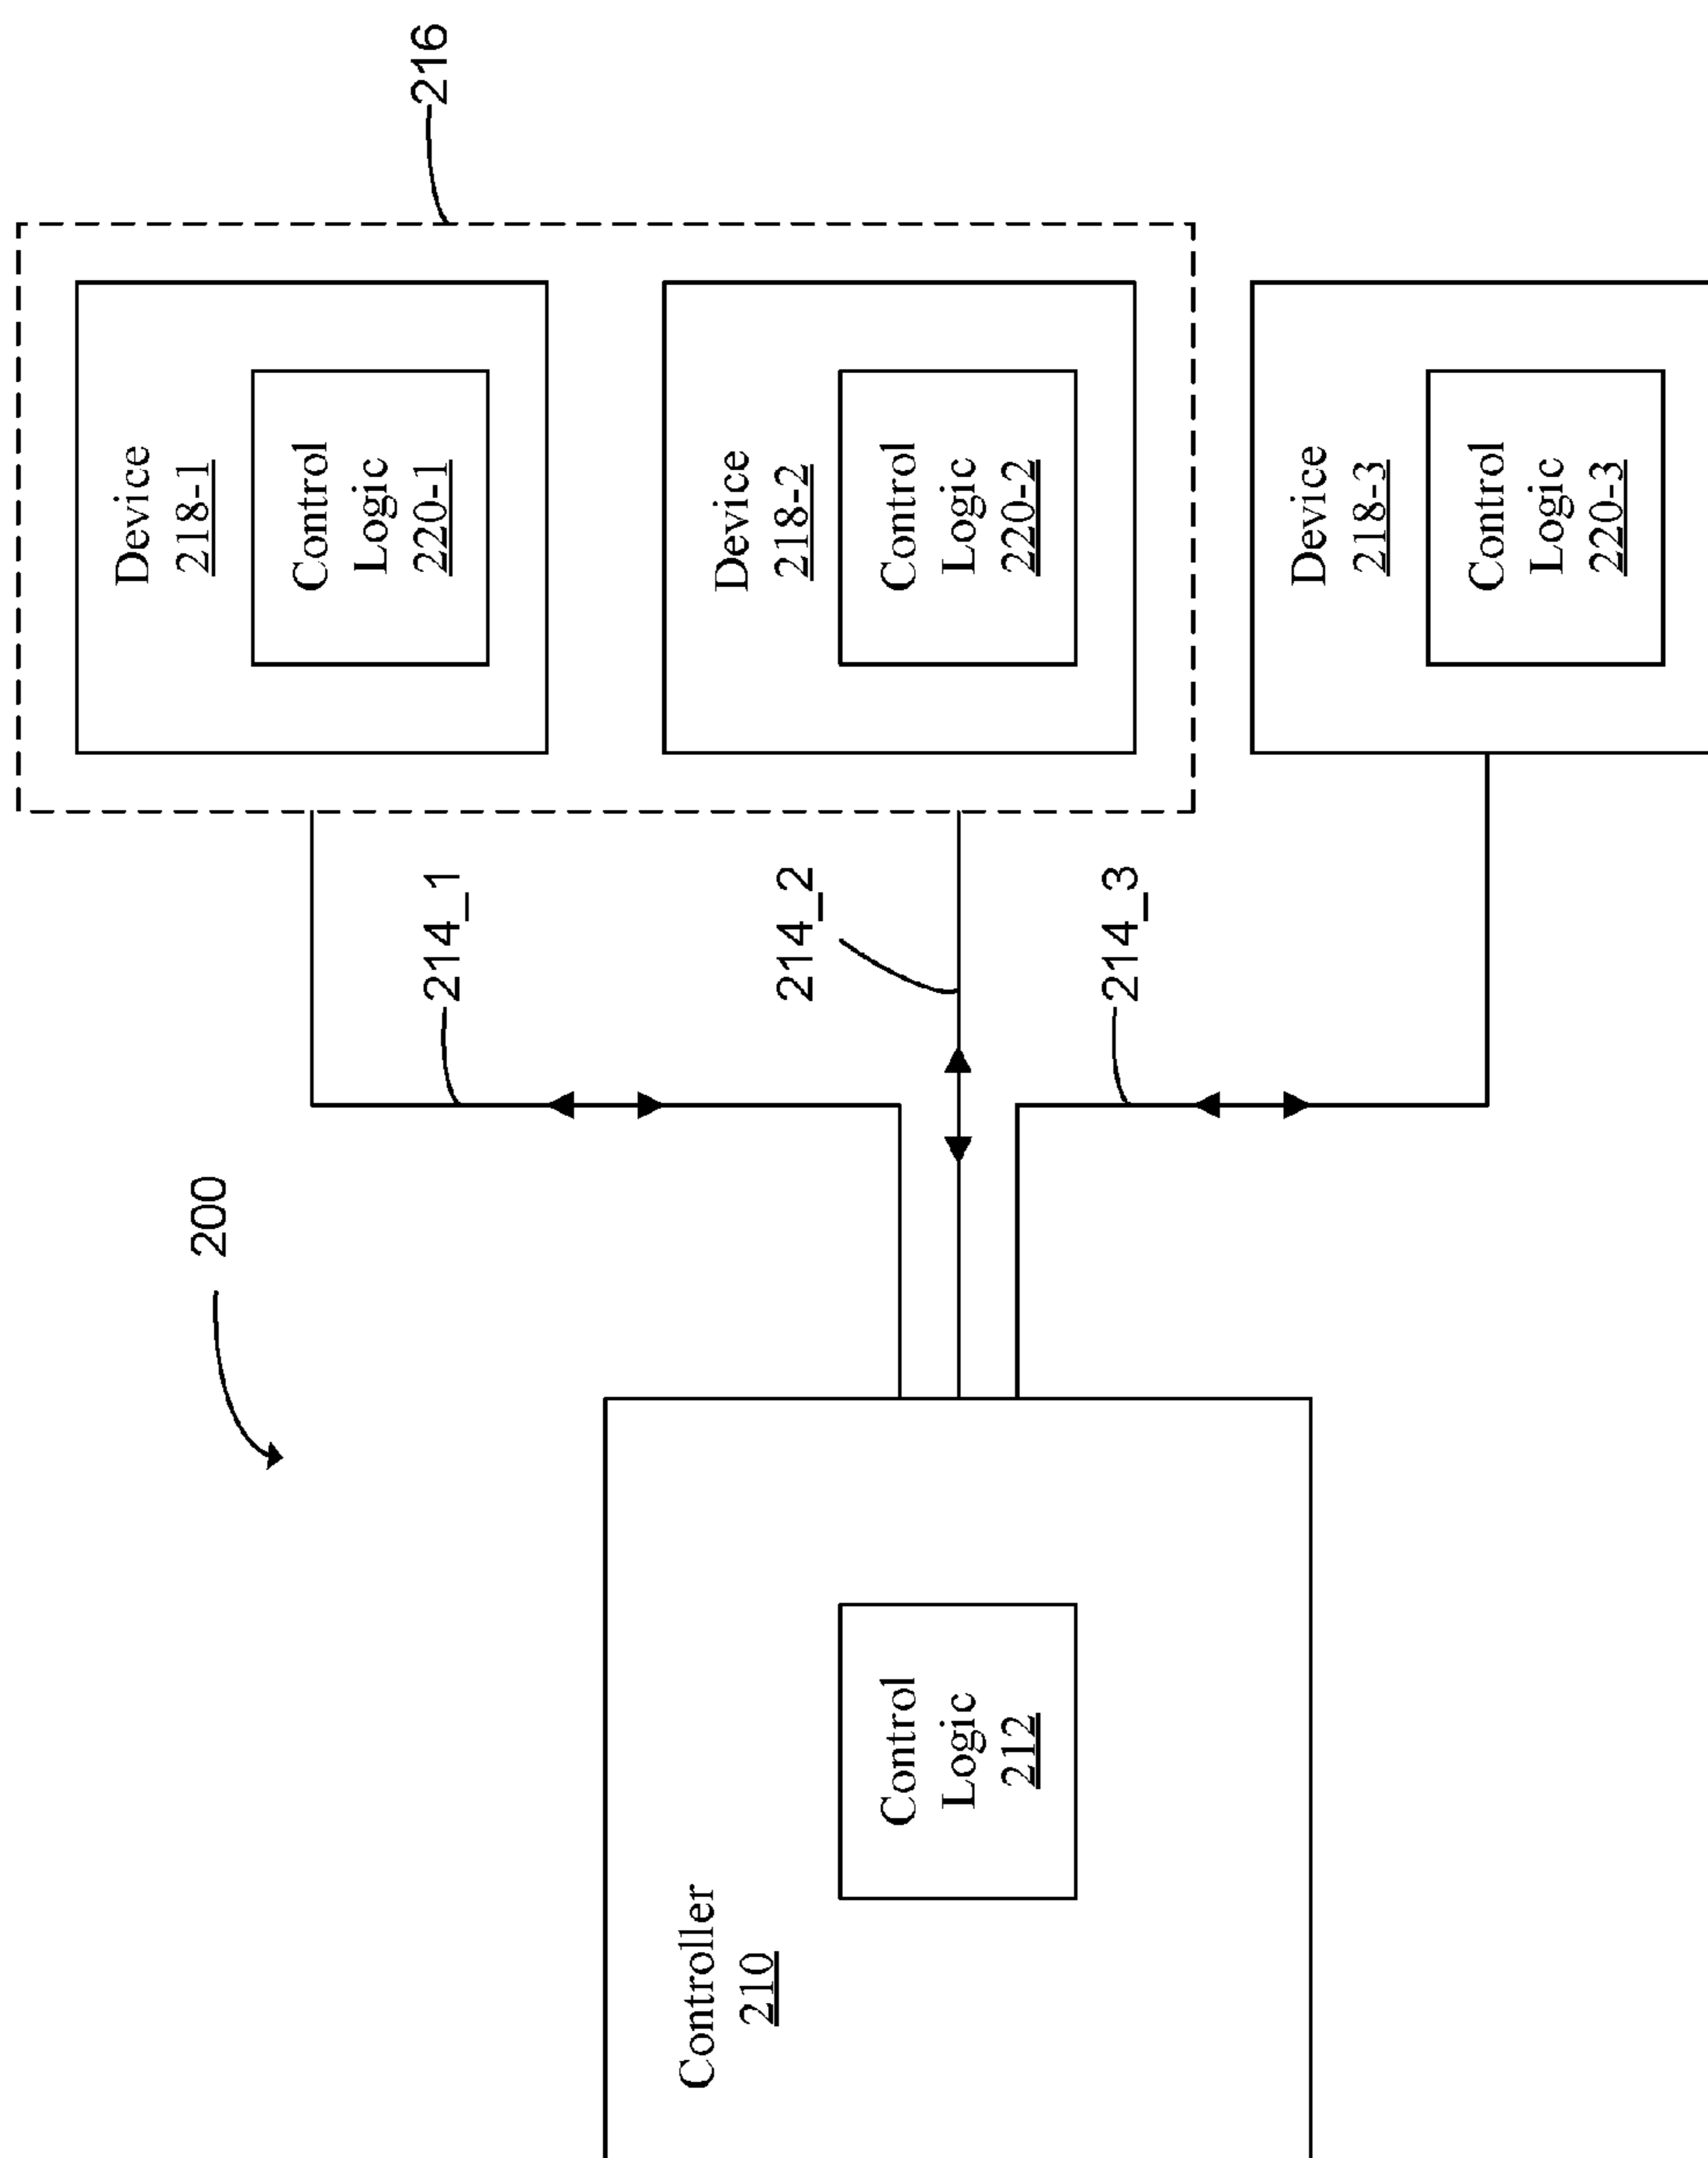 200
Controller
210
Control
Logic
212
214_1
214_2
214_3
216
Device
218-1
Control
Logic
220-1
Device
218-2
Control
Logic
220-2
Device
218-3
Control
Logic
220-3